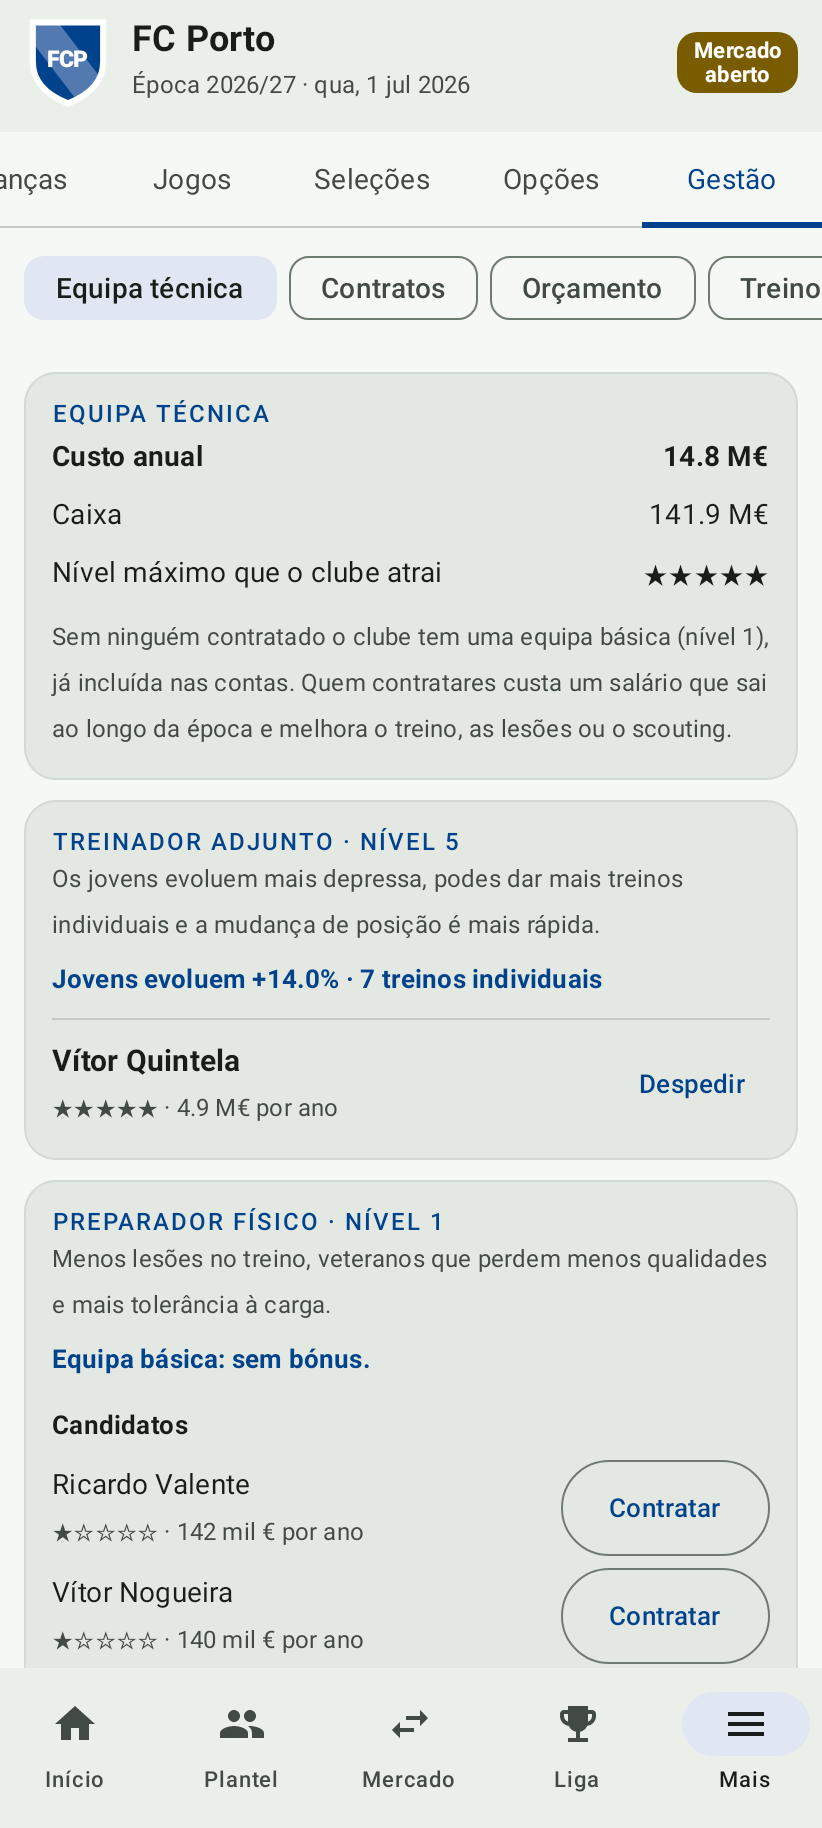 FCP
FC Porto
Época 2026/27 · qua, 1 jul 2026
Mercado
aberto
anças
Jogos
Seleções
Opções
Gestão
Equipa técnica
Contratos
Orçamento
Treino
EQUIPA TÉCNICA
Custo anual 14.8 M€
Caixa 141.9 M€
Nível máximo que o clube atrai ★★★★★
Sem ninguém contratado o clube tem uma equipa básica (nível 1),
já incluída nas contas. Quem contratares custa um salário que sai
ao longo da época e melhora o treino, as lesões ou o scouting.
TREINADOR ADJUNTO · NÍVEL 5
Os jovens evoluem mais depressa, podes dar mais treinos
individuais e a mudança de posição é mais rápida.
Jovens evoluem +14.0% · 7 treinos individuais
Vítor Quintela
★★★★★ · 4.9 M€ por ano
Despedir
PREPARADOR FÍSICO · NÍVEL 1
Menos lesões no treino, veteranos que perdem menos qualidades
e mais tolerância à carga.
Equipa básica: sem bónus.
Candidatos
Ricardo Valente
★☆☆☆☆ · 142 mil € por ano
Contratar
Vítor Nogueira
★☆☆☆☆ · 140 mil € por ano
Contratar
Início
Plantel
Mercado
Liga
Mais